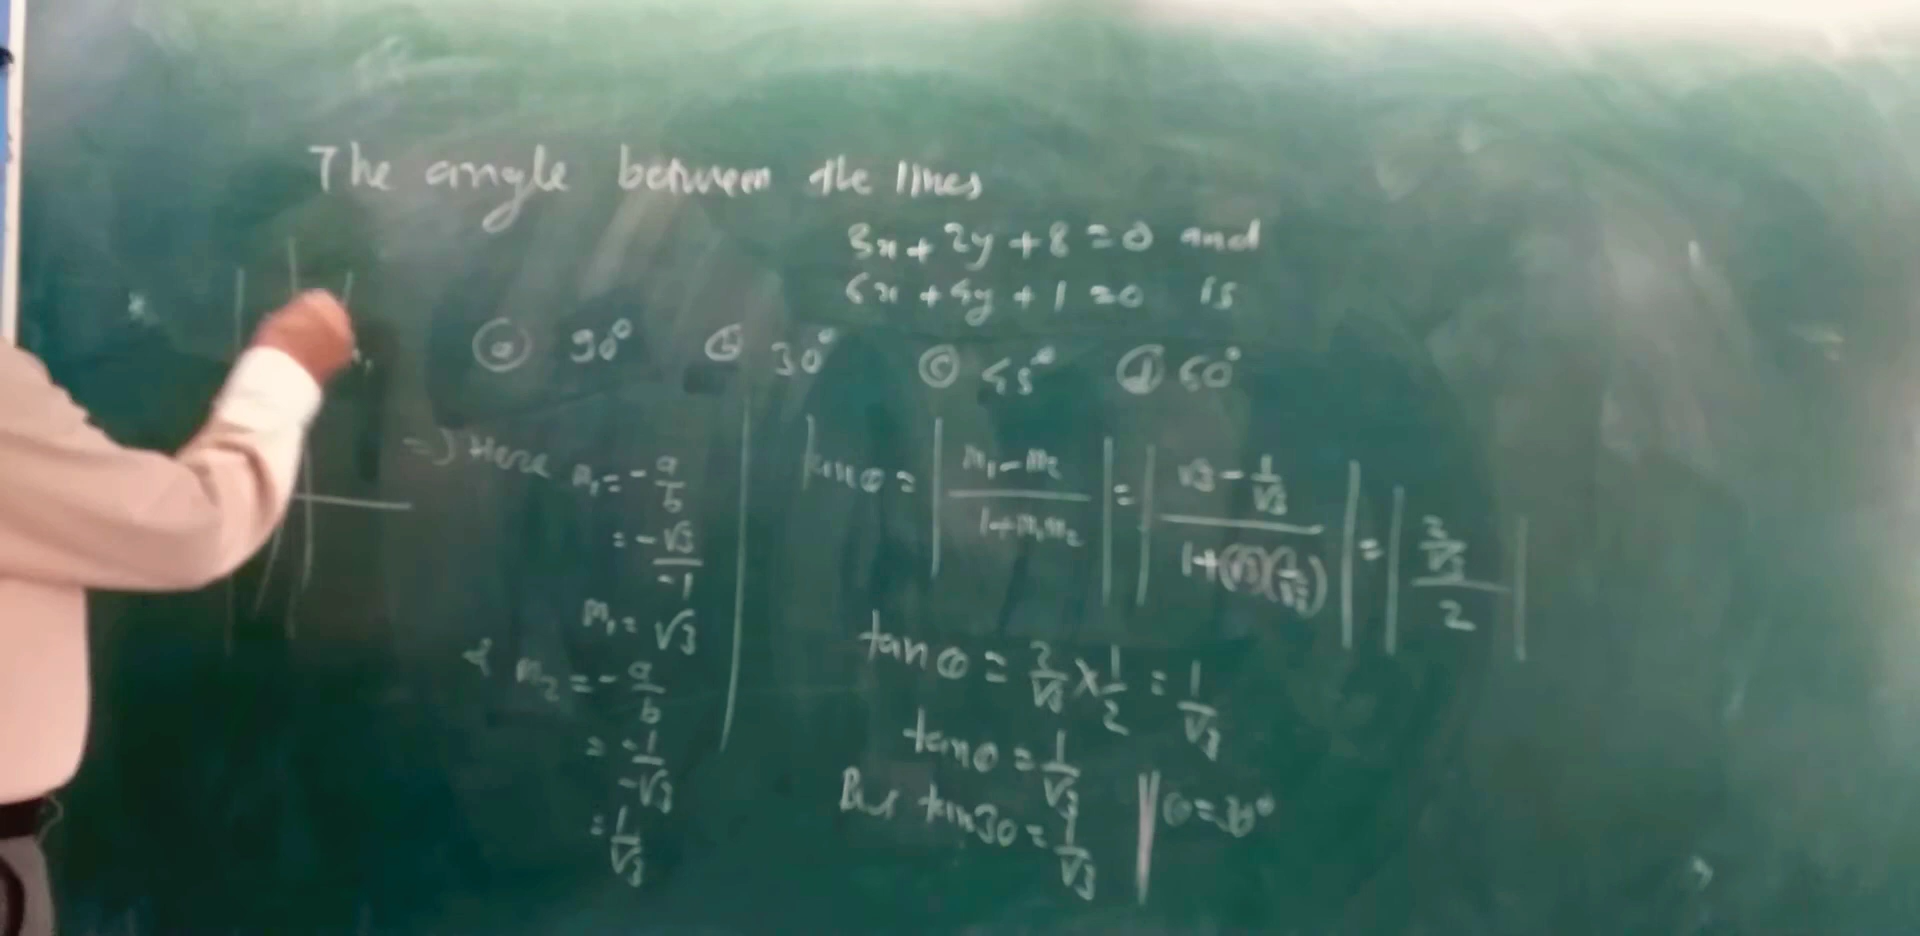 The angle between the lines
3x + 2y + 8 = 0 and
6x + 4y + 1 = 0 is
(a) 90° (b) 30° (c) 45° (d) 60°
=) Here m₁ = - a/b
= - √3/-1
m₁ = √3
& m₂ = - a/b
= -1/-√3
= 1/√3
tan θ = | m₁ - m₂ / 1 + m₁m₂ | = | √3 - 1/√3 / 1 + (√3)(1/√3) | = | 2/√3 / 2 |
tan θ = 2/√3 × 1/2 = 1/√3
tan θ = 1/√3
But tan 30 = 1/√3 θ = 30°